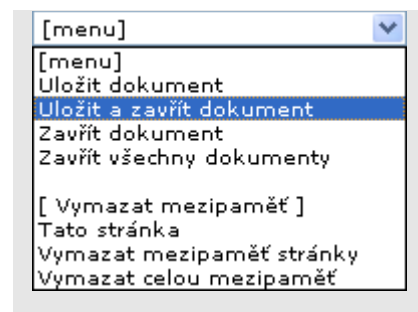 [menu]
[menu]
Uložit dokument
Uložit a zavřít dokument
Zavřít dokument
Zavřít všechny dokumenty
[ Vymazat mezipaměť ]
Tato stránka
Vymazat mezipaměť stránky
Vymazat celou mezipaměť